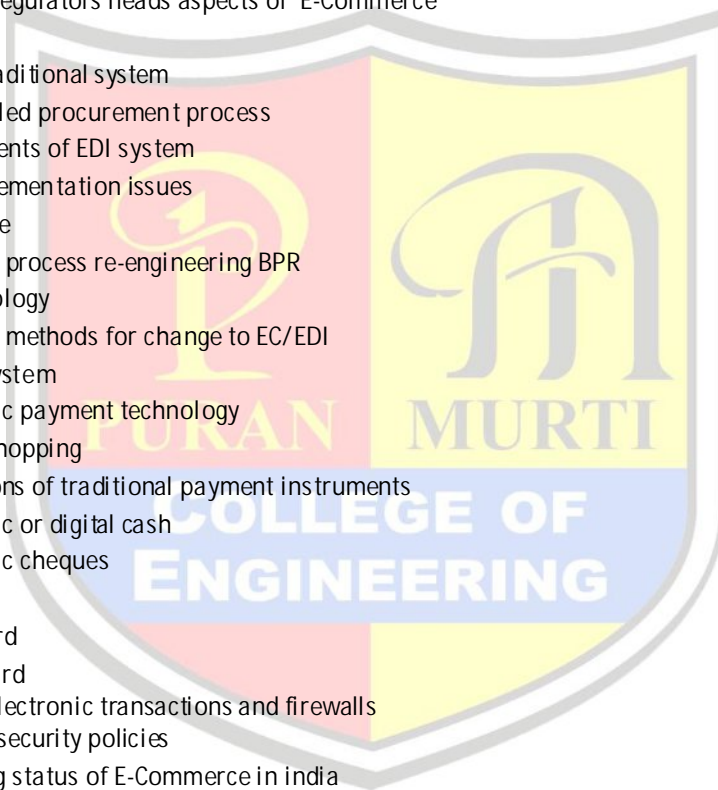 egulators needs aspects of E-Commerce
aditional system
led procurement process
ents of EDI system
ementation issues
e
process re-engineering BPR
ology
methods for change to EC/EDI
ystem
c payment technology
hopping
ons of traditional payment instruments
c or digital cash
c cheques
rd
rd
lectronic transactions and firewalls
security policies
g status of E-Commerce in india
PURAN MURTI
COLLEGE OF
ENGINEERING